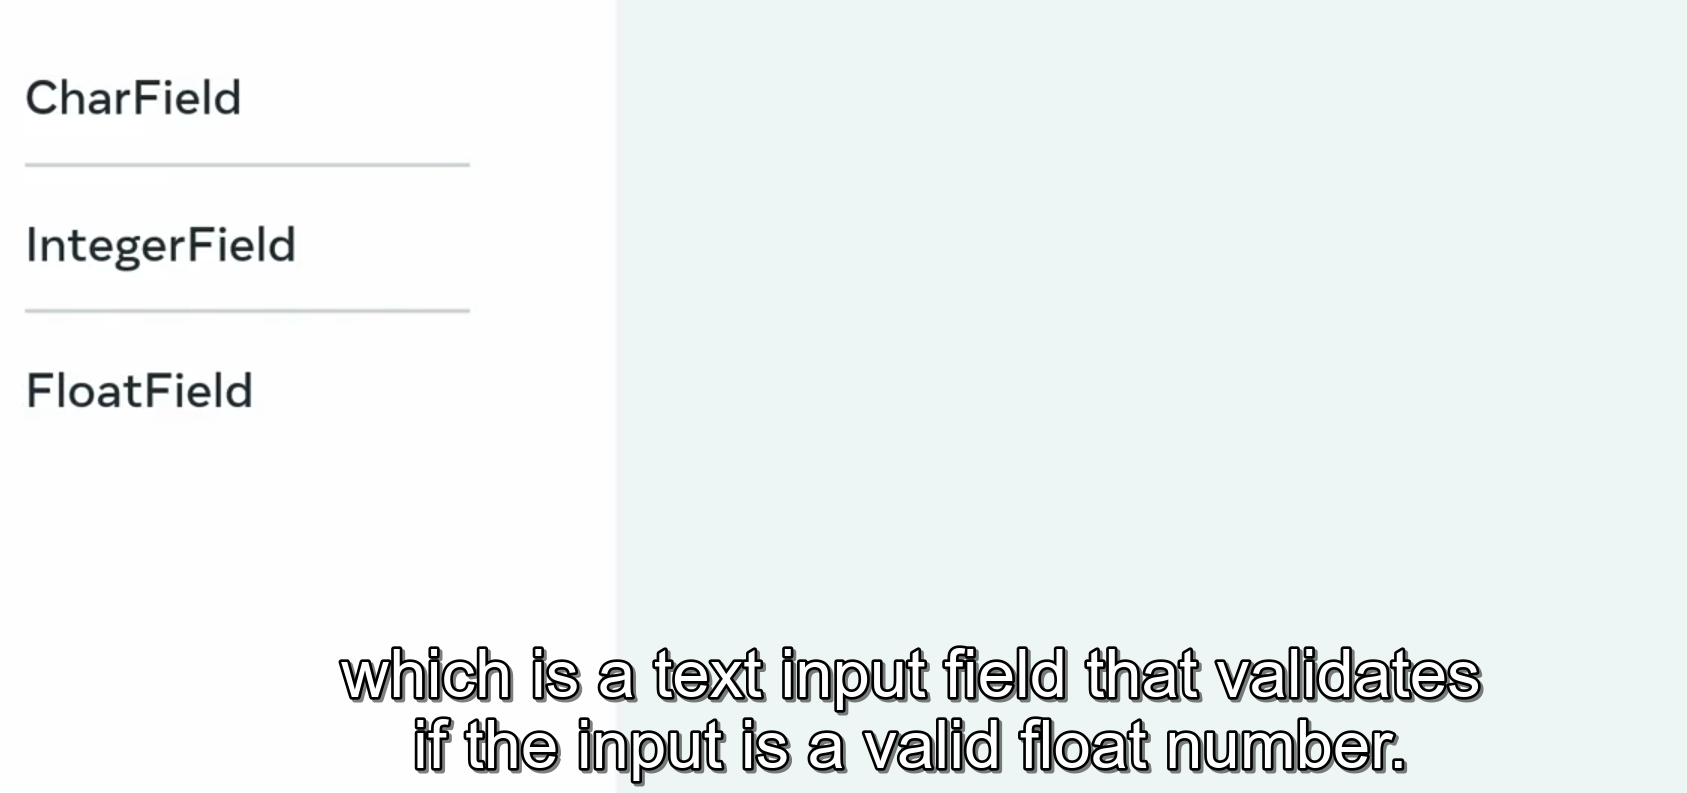 CharField
IntegerField
FloatField
which is a text input field that validates
if the input is a valid float number.